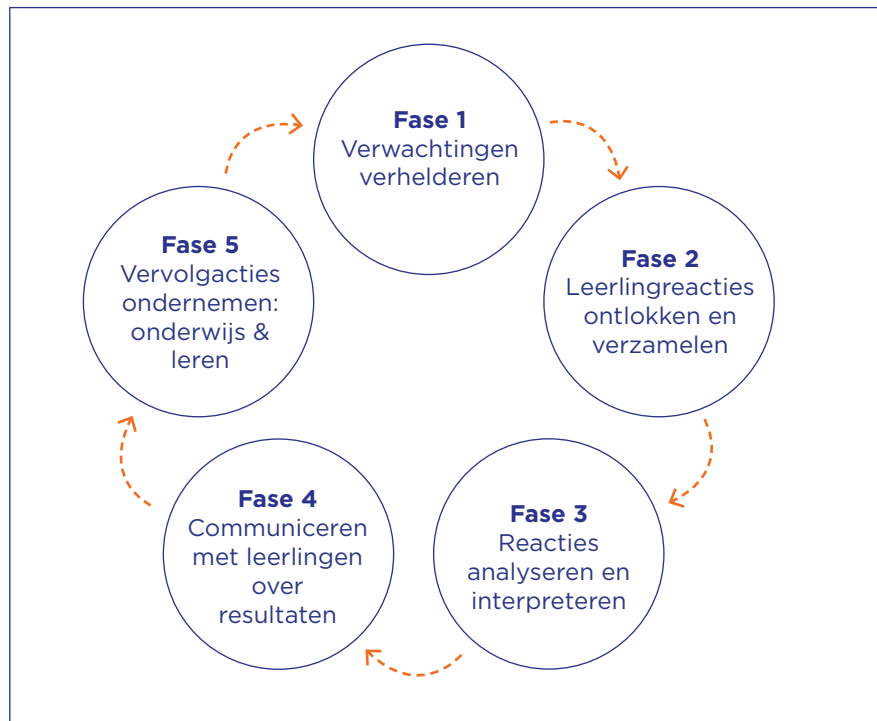 Fase 1
Verwachtingen
verhelderen
Fase 2
Leerlingreacties
ontlokken en
verzamelen
Fase 3
Reacties
analyseren en
interpreteren
Fase 4
Communiceren
met leerlingen
over
resultaten
Fase 5
Vervolgacties
ondernemen:
onderwijs &
leren